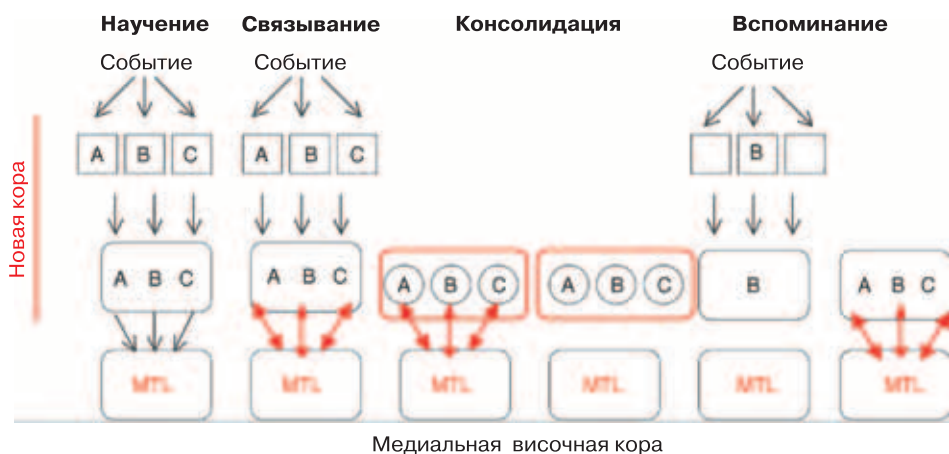 Научение Связывание Консолидация Вспоминание
Событие Событие Событие
A B C A B C B
Новая кора
A B C A B C A B C A B C B A B C
MTL MTL MTL MTL MTL MTL
Медиальная височная кора